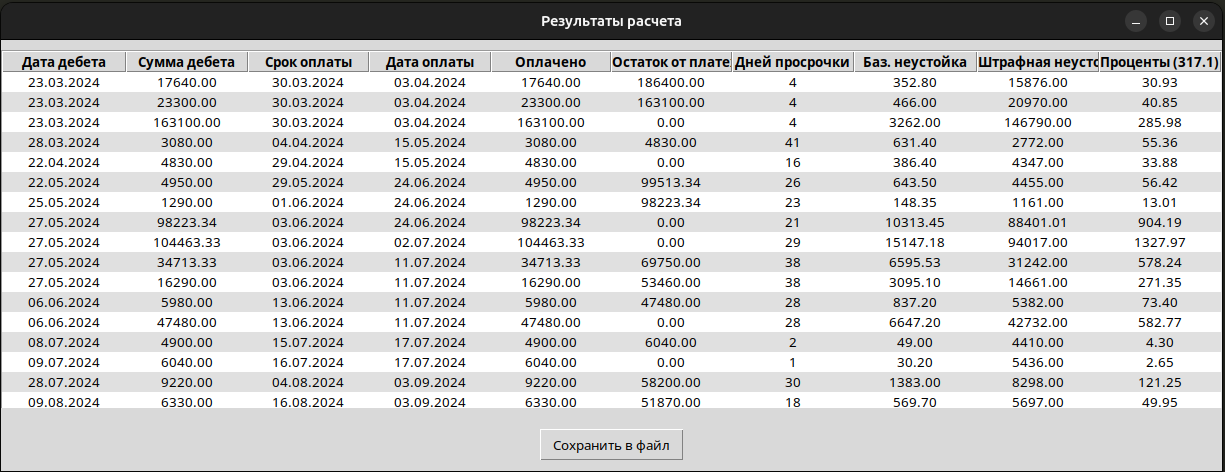 Результаты расчета
Дата дебета Сумма дебета Срок оплаты Дата оплаты Оплачено Остаток от плате Дней просрочки Баз. неустойка Штрафная неуст Проценты (317.1)
23.03.2024 17640.00 30.03.2024 03.04.2024 17640.00 186400.00 4 352.80 15876.00 30.93
23.03.2024 23300.00 30.03.2024 03.04.2024 23300.00 163100.00 4 466.00 20970.00 40.85
23.03.2024 163100.00 30.03.2024 03.04.2024 163100.00 0.00 4 3262.00 146790.00 285.98
28.03.2024 3080.00 04.04.2024 15.05.2024 3080.00 4830.00 41 631.40 2772.00 55.36
22.04.2024 4830.00 29.04.2024 15.05.2024 4830.00 0.00 16 386.40 4347.00 33.88
22.05.2024 4950.00 29.05.2024 24.06.2024 4950.00 99513.34 26 643.50 4455.00 56.42
25.05.2024 1290.00 01.06.2024 24.06.2024 1290.00 98223.34 23 148.35 1161.00 13.01
27.05.2024 98223.34 03.06.2024 24.06.2024 98223.34 0.00 21 10313.45 88401.01 904.19
27.05.2024 104463.33 03.06.2024 02.07.2024 104463.33 0.00 29 15147.18 94017.00 1327.97
27.05.2024 34713.33 03.06.2024 11.07.2024 34713.33 69750.00 38 6595.53 31242.00 578.24
27.05.2024 16290.00 03.06.2024 11.07.2024 16290.00 53460.00 38 3095.10 14661.00 271.35
06.06.2024 5980.00 13.06.2024 11.07.2024 5980.00 47480.00 28 837.20 5382.00 73.40
06.06.2024 47480.00 13.06.2024 11.07.2024 47480.00 0.00 28 6647.20 42732.00 582.77
08.07.2024 4900.00 15.07.2024 17.07.2024 4900.00 6040.00 2 49.00 4410.00 4.30
09.07.2024 6040.00 16.07.2024 17.07.2024 6040.00 0.00 1 30.20 5436.00 2.65
28.07.2024 9220.00 04.08.2024 03.09.2024 9220.00 58200.00 30 1383.00 8298.00 121.25
09.08.2024 6330.00 16.08.2024 03.09.2024 6330.00 51870.00 18 569.70 5697.00 49.95
Сохранить в файл